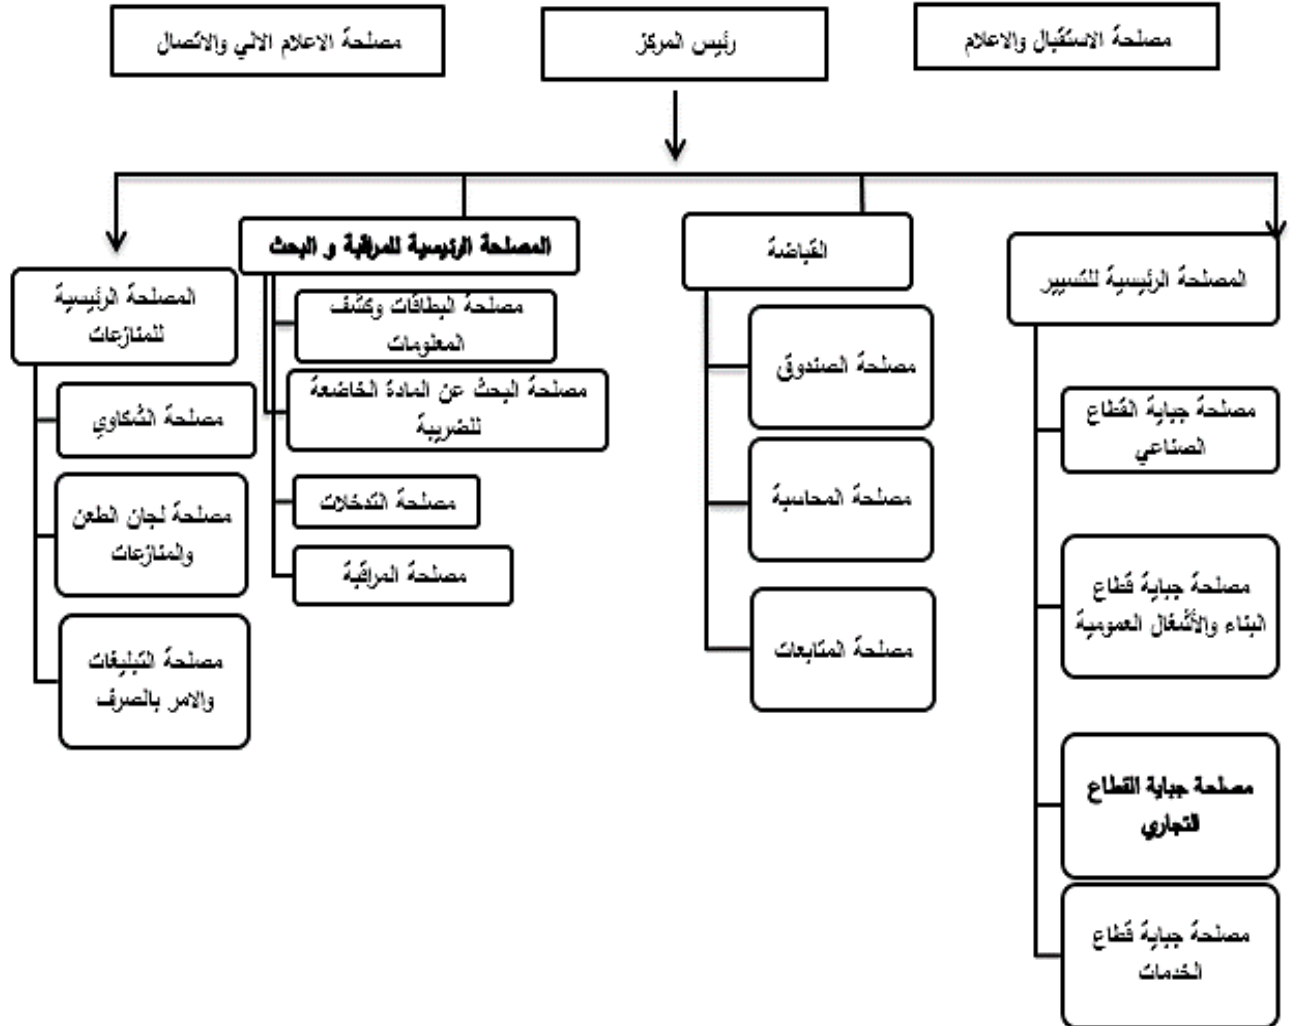 مصلحة الاستقبال والاعلام
رئيس المركز
مصلحة الاعلام الالي والاتصال
المصلحة الرئيسية للتسيير
مصلحة جباية القطاع
الصناعي
مصلحة جباية قطاع
البناء والأشغال العمومية
مصلحة جباية القطاع
التجاري
مصلحة جباية قطاع
الخدمات
القباضة
مصلحة الصندوق
مصلحة المحاسبة
مصلحة المتابعات
المصلحة الرئيسية للمراقبة و البحث
مصلحة البطاقات وكشف
المعلومات
مصلحة البحث عن المادة الخاضعة
للضريبة
مصلحة التدخلات
مصلحة المراقبة
المصلحة الرئيسية
للمنازعات
مصلحة الشكاوي
مصلحة لجان الطعن
والمنازعات
مصلحة التبليغات
والامر بالصرف